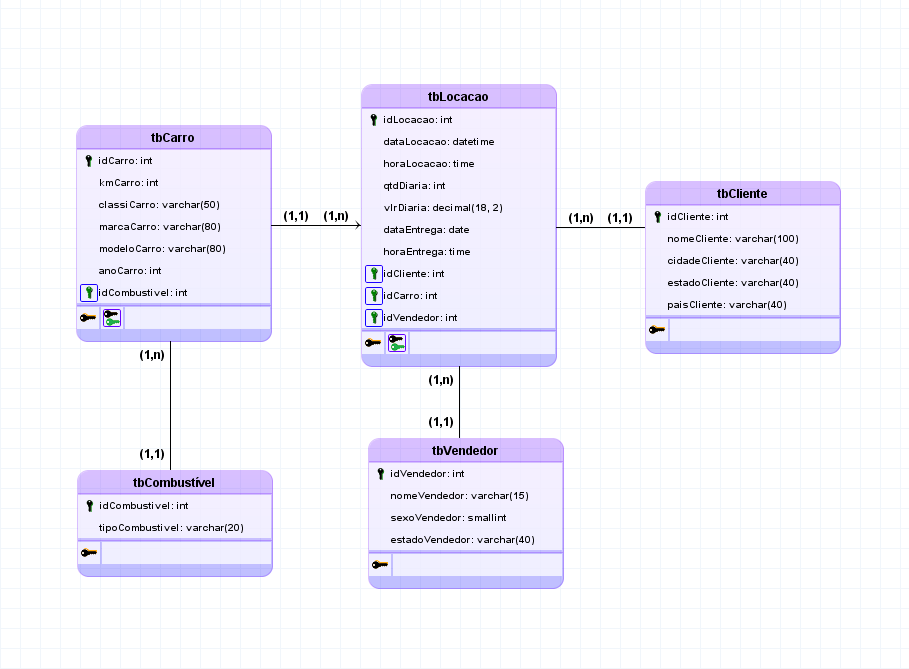 tbCarro
idCarro: int
kmCarro: int
classiCarro: varchar(50)
marcaCarro: varchar(80)
modeloCarro: varchar(80)
anoCarro: int
idCombustivel: int
(1,1)
(1,n)
tbLocacao
idLocacao: int
dataLocacao: datetime
horaLocacao: time
qtdDiaria: int
vlrDiaria: decimal(18, 2)
dataEntrega: date
horaEntrega: time
idCliente: int
idCarro: int
idVendedor: int
(1,n)
(1,1)
tbCliente
idCliente: int
nomeCliente: varchar(100)
cidadeCliente: varchar(40)
estadoCliente: varchar(40)
paisCliente: varchar(40)
(1,n)
(1,1)
tbCombustível
idCombustivel: int
tipoCombustivel: varchar(20)
(1,n)
(1,1)
tbVendedor
idVendedor: int
nomeVendedor: varchar(15)
sexoVendedor: smallint
estadoVendedor: varchar(40)